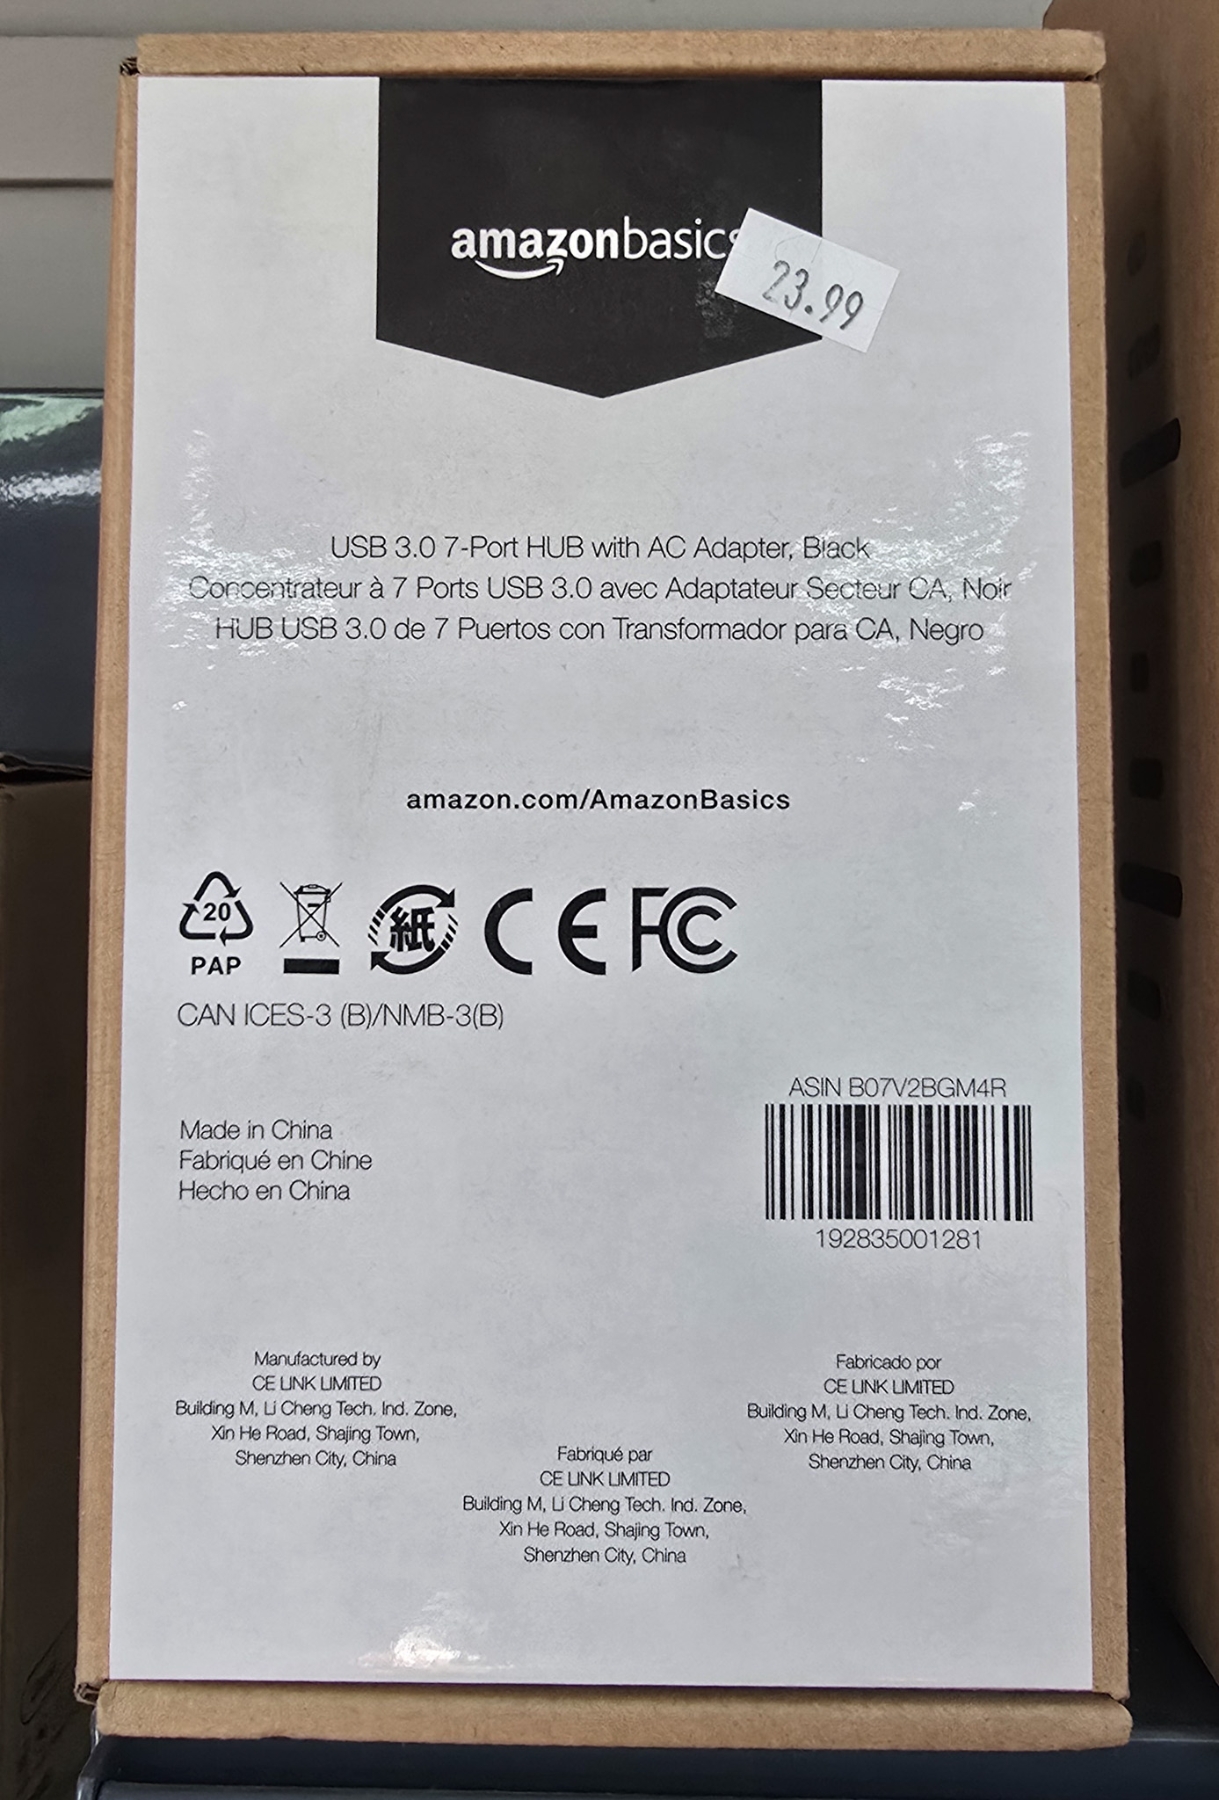 amazonbasics
23.99
USB 3.0 7-Port HUB with AC Adapter, Black
Concentrateur à 7 Ports USB 3.0 avec Adaptateur Secteur CA, Noir
HUB USB 3.0 de 7 Puertos con Transformador para CA, Negro
amazon.com/AmazonBasics
20
PAP
紙
CE FC
CAN ICES-3 (B)/NMB-3(B)
ASIN B07V2BGM4R
192835001281
Made in China
Fabriqué en Chine
Hecho en China
Manufactured by
CE LINK LIMITED
Building M, Li Cheng Tech. Ind. Zone,
Xin He Road, Shajing Town,
Shenzhen City, China
Fabriqué par
CE LINK LIMITED
Building M, Li Cheng Tech. Ind. Zone,
Xin He Road, Shajing Town,
Shenzhen City, China
Fabricado por
CE LINK LIMITED
Building M, Li Cheng Tech. Ind. Zone,
Xin He Road, Shajing Town,
Shenzhen City, China